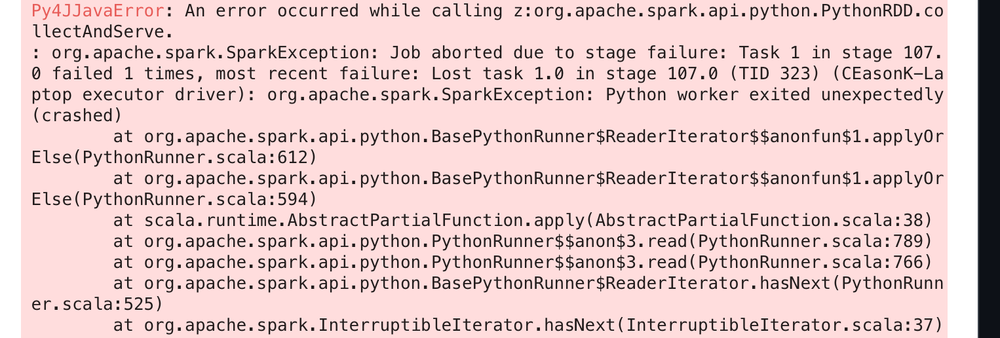 Py4JJavaError: An error occurred while calling z:org.apache.spark.api.python.PythonRDD.co
llectAndServe.
: org.apache.spark.SparkException: Job aborted due to stage failure: Task 1 in stage 107.
0 failed 1 times, most recent failure: Lost task 1.0 in stage 107.0 (TID 323) (CEasonK–La
ptop executor driver): org.apache.spark.SparkException: Python worker exited unexpectedly
(crashed)
        at org.apache.spark.api.python.BasePythonRunner$ReaderIterator$$anonfun$1.applyOr
Else(PythonRunner.scala:612)
        at org.apache.spark.api.python.BasePythonRunner$ReaderIterator$$anonfun$1.applyOr
Else(PythonRunner.scala:594)
        at scala.runtime.AbstractPartialFunction.apply(AbstractPartialFunction.scala:38)
        at org.apache.spark.api.python.PythonRunner$$anon$3.read(PythonRunner.scala:789)
        at org.apache.spark.api.python.PythonRunner$$anon$3.read(PythonRunner.scala:766)
        at org.apache.spark.api.python.BasePythonRunner$ReaderIterator.hasNext(PythonRunn
er.scala:525)
        at org.apache.spark.InterruptibleIterator.hasNext(InterruptibleIterator.scala:37)